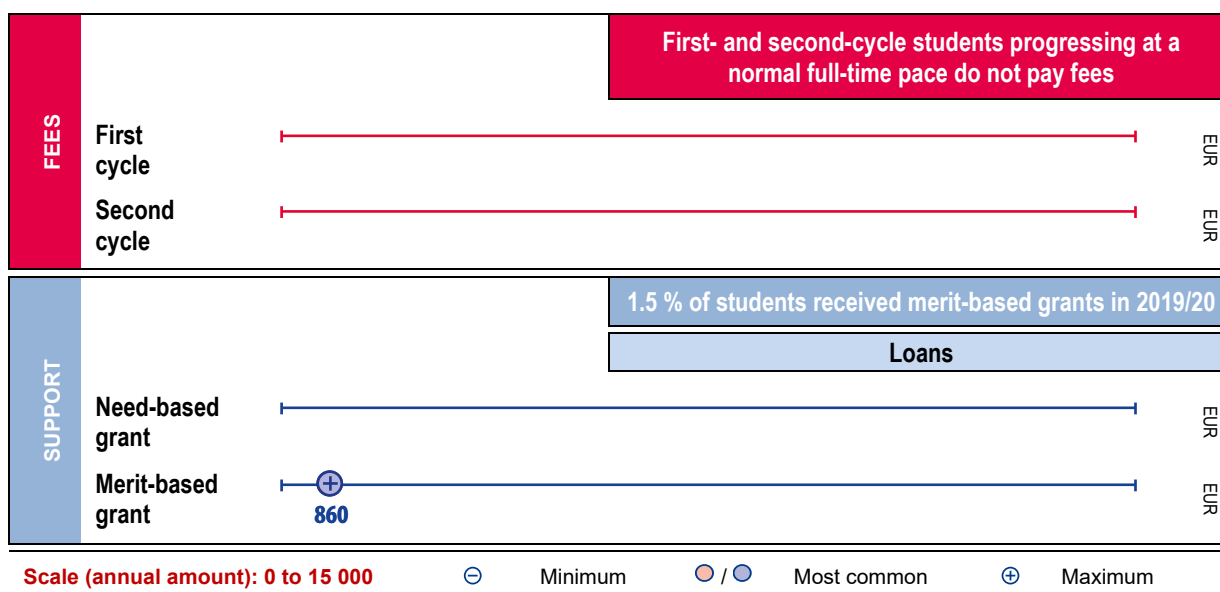 First- and second-cycle students progressing at a
normal full-time pace do not pay fees
FEES
First
cycle
EUR
Second
cycle
EUR
1.5 % of students received merit-based grants in 2019/20
Loans
SUPPORT
Need-based
grant
EUR
Merit-based
grant
860
EUR
Scale (annual amount): 0 to 15 000 Minimum / Most common Maximum